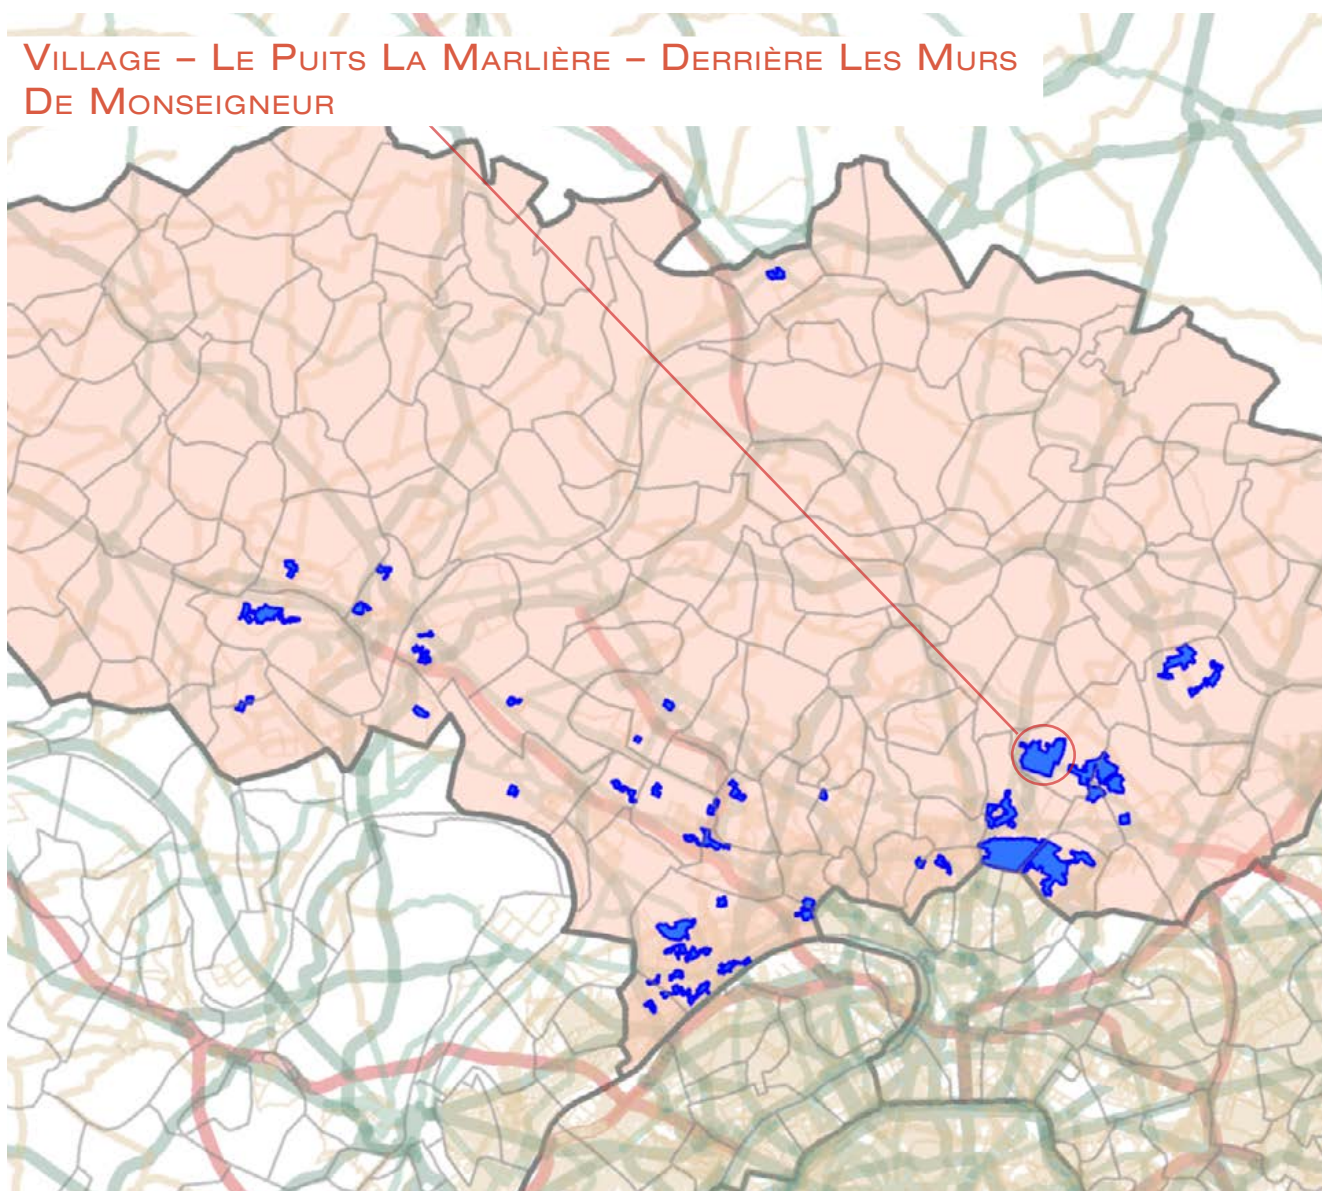 Village – Le Puits La Marlière – Derrière Les Murs
De Monseigneur